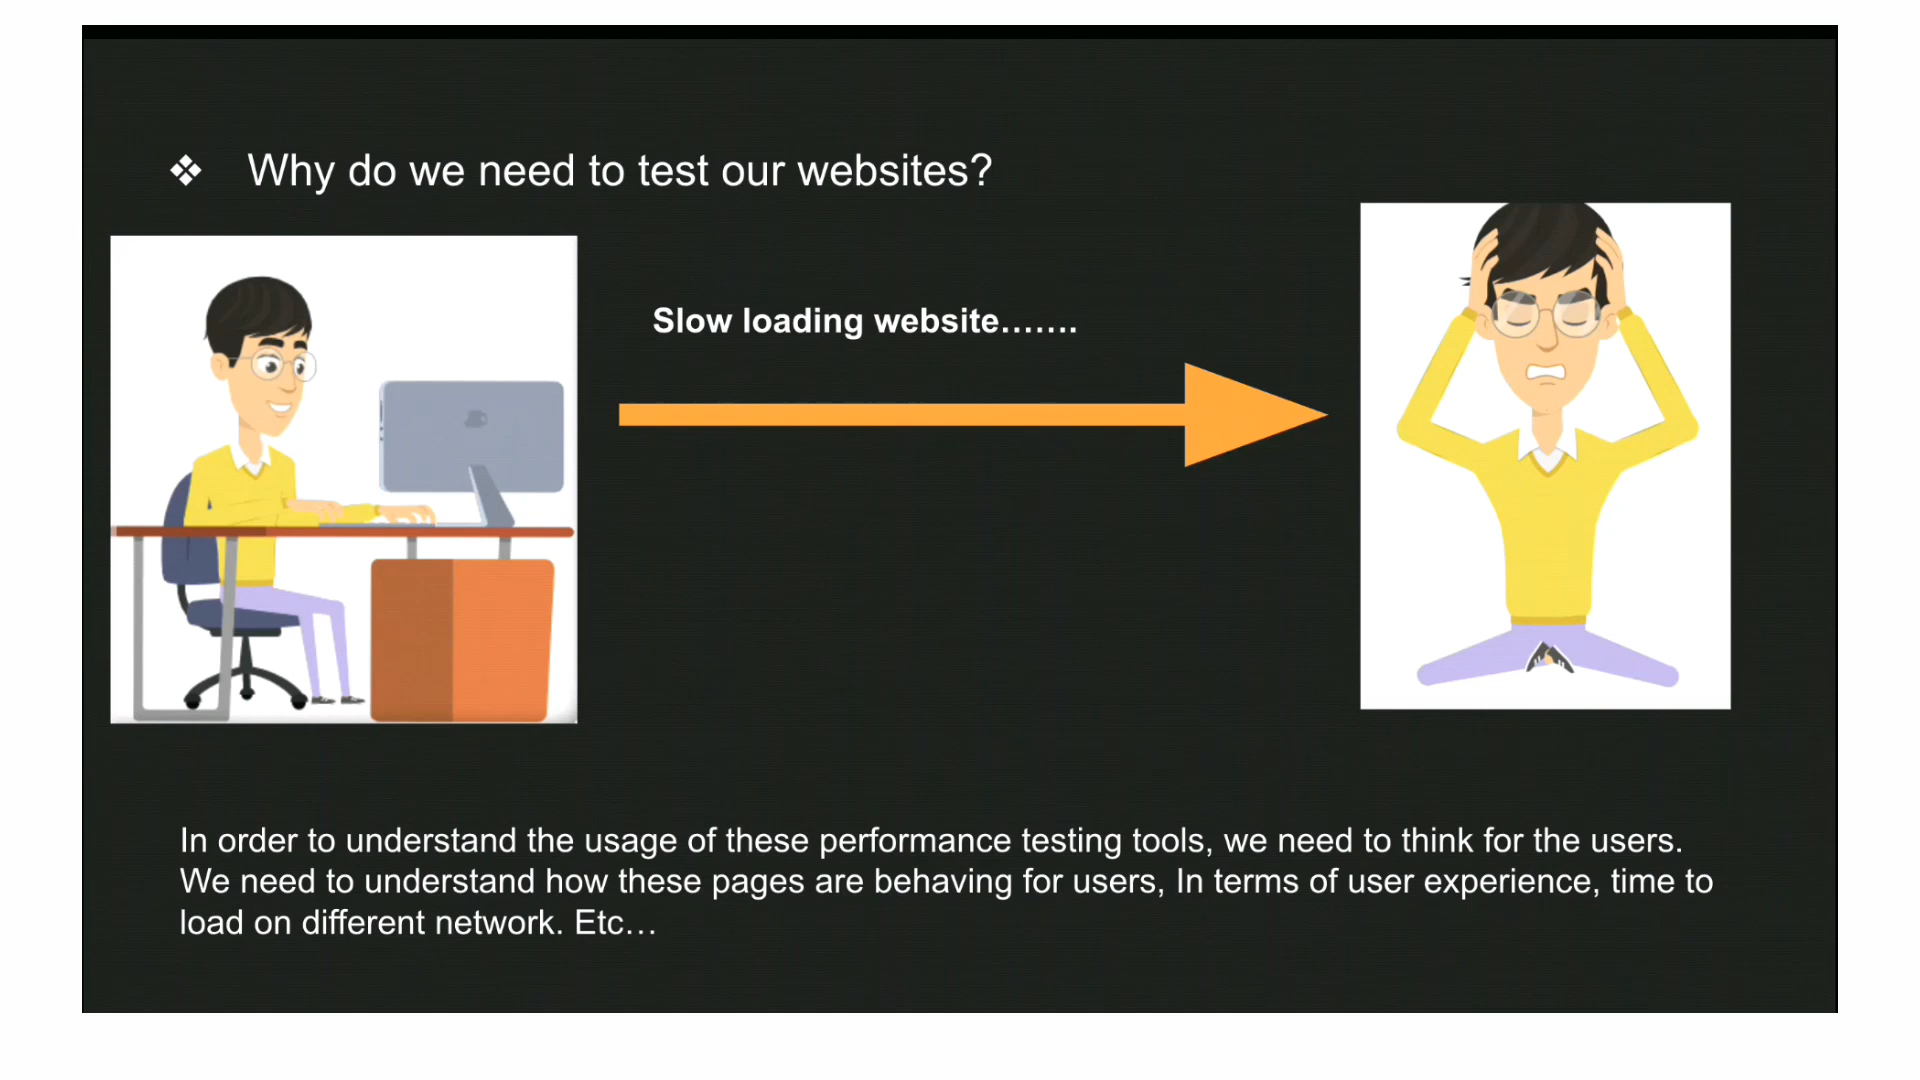 ❖ Why do we need to test our websites?
Slow loading website.......
In order to understand the usage of these performance testing tools, we need to think for the users.
We need to understand how these pages are behaving for users, In terms of user experience, time to
load on different network. Etc…